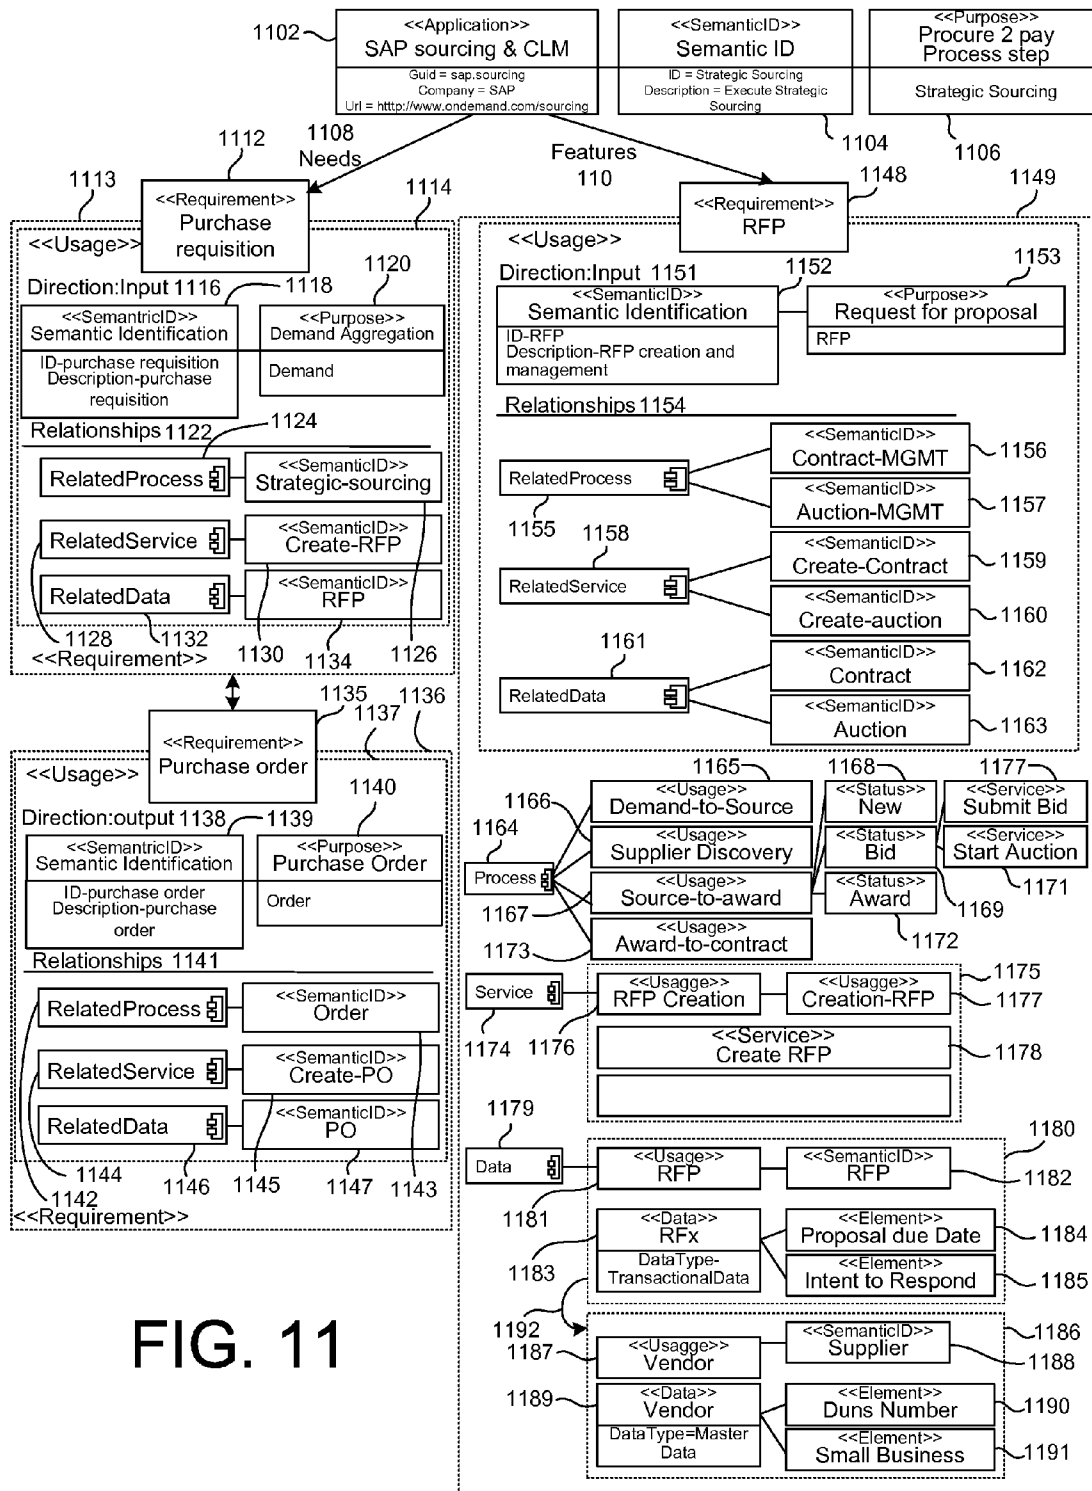 1102
<<Application>>
SAP sourcing & CLM
Guid = sap.sourcing
Company = SAP
Url = htttp://www.ondemand.com/sourcing
<<SemanticID>>
Semantic ID
ID = Strategic Sourcing
Description = Execute Strategic
Sourcing
1104
<<Purpose>>
Procure 2 pay
Process step
Strategic Sourcing
1106
1108
Needs
Features
110
1112
1113
<<Requirement>>
Purchase
requisition
1114
<<Usage>>
Direction:Input 1116
1118
1120
<<SemantricID>>
Semantic Identification
ID-purchase requisition
Description-purchase
requisition
<<Purpose>>
Demand Aggregation
Demand
Relationships 1122
1124
RelatedProcess
<<SemanticID>>
Strategic-sourcing
RelatedService
<<SemanticID>>
Create-RFP
RelatedData
<<SemanticID>>
RFP
1128
1132
1130
1134
1126
<<Requirement>>
1135
1136
1137
<<Requirement>>
Purchase order
<<Usage>>
Direction:output 1138
1139
1140
<<SemantricID>>
Semantic Identification
ID-purchase order
Description-purchase
order
<<Purpose>>
Purchase Order
Order
Relationships 1141
RelatedProcess
<<SemanticID>>
Order
RelatedService
<<SemanticID>>
Create-PO
RelatedData
<<SemanticID>>
PO
1144
1142
1146
1145
1147
1143
<<Requirement>>
1148
1149
<<Requirement>>
RFP
<<Usage>>
Direction:Input 1151
1152
1153
<<SemanticID>>
Semantic Identification
ID-RFP
Description-RFP creation and
management
<<Purpose>>
Request for proposal
RFP
Relationships 1154
RelatedProcess
1155
<<SemanticID>>
Contract-MGMT
1156
<<SemanticID>>
Auction-MGMT
1157
1158
RelatedService
<<SemanticID>>
Create-Contract
1159
<<SemanticID>>
Create-auction
1160
1161
RelatedData
<<SemanticID>>
Contract
1162
<<SemanticID>>
Auction
1163
1165
1168
1177
1166
1164
Process
<<Usage>>
Demand-to-Source
<<Usage>>
Supplier Discovery
1167
<<Usage>>
Source-to-award
1173
<<Usage>>
Award-to-contract
<<Status>>
New
<<Status>>
Bid
<<Status>>
Award
1169
1172
<<Service>>
Submit Bid
<<Service>>
Start Auction
1171
Service
1174
<<Usagge>>
RFP Creation
1176
<<Usagge>>
Creation-RFP
1175
1177
<<Service>>
Create RFP
1178
1179
Data
<<Usage>>
RFP
1181
<<SemanticID>>
RFP
1180
1182
<<Data>>
RFx
DataType-
TransactionalData
1183
<<Element>>
Proposal due Date
1184
<<Element>>
Intent to Respond
1185
1192
1187
<<Usagge>>
Vendor
<<SemanticID>>
Supplier
1186
1188
1189
<<Data>>
Vendor
DataType=Master
Data
<<Element>>
Duns Number
1190
<<Element>>
Small Business
1191
FIG. 11